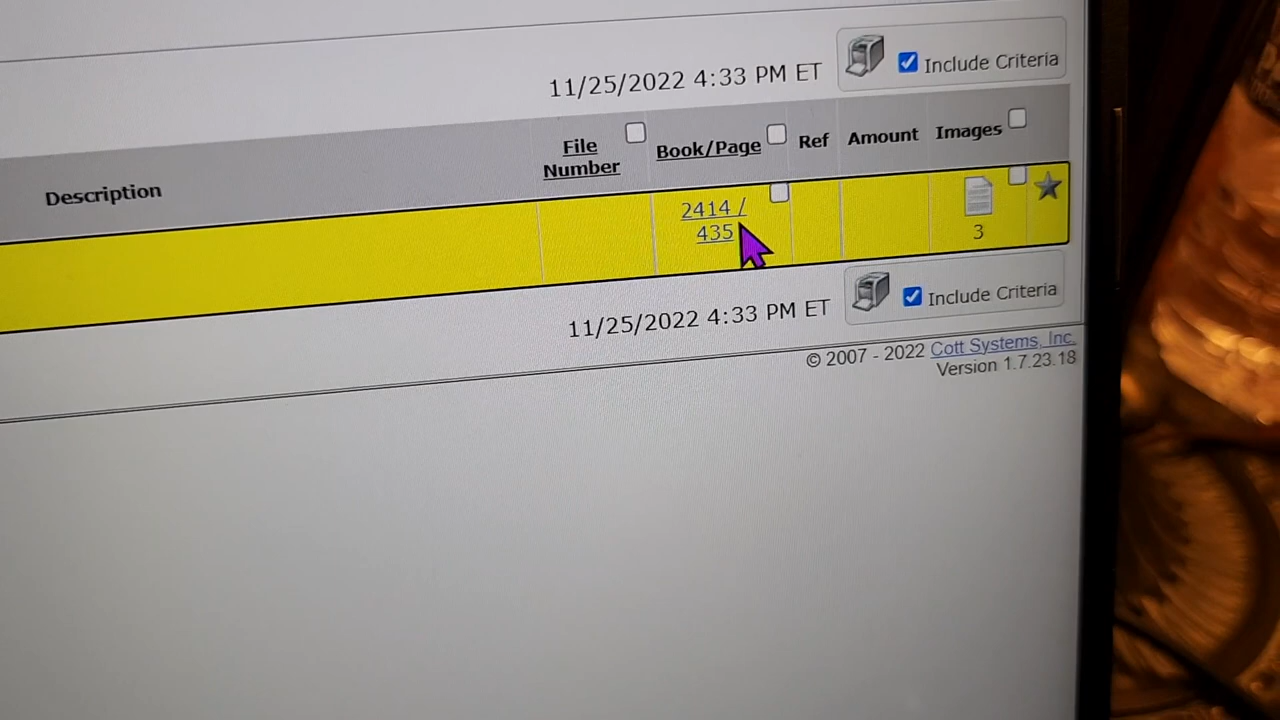 11/25/2022 4:33 PM ET
Include Criteria
Description
File Number
Book/Page
Ref
Amount
Images
2414 /
435
3
11/25/2022 4:33 PM ET
Include Criteria
© 2007 - 2022 Cott Systems, Inc.
Version 1.7.23.18